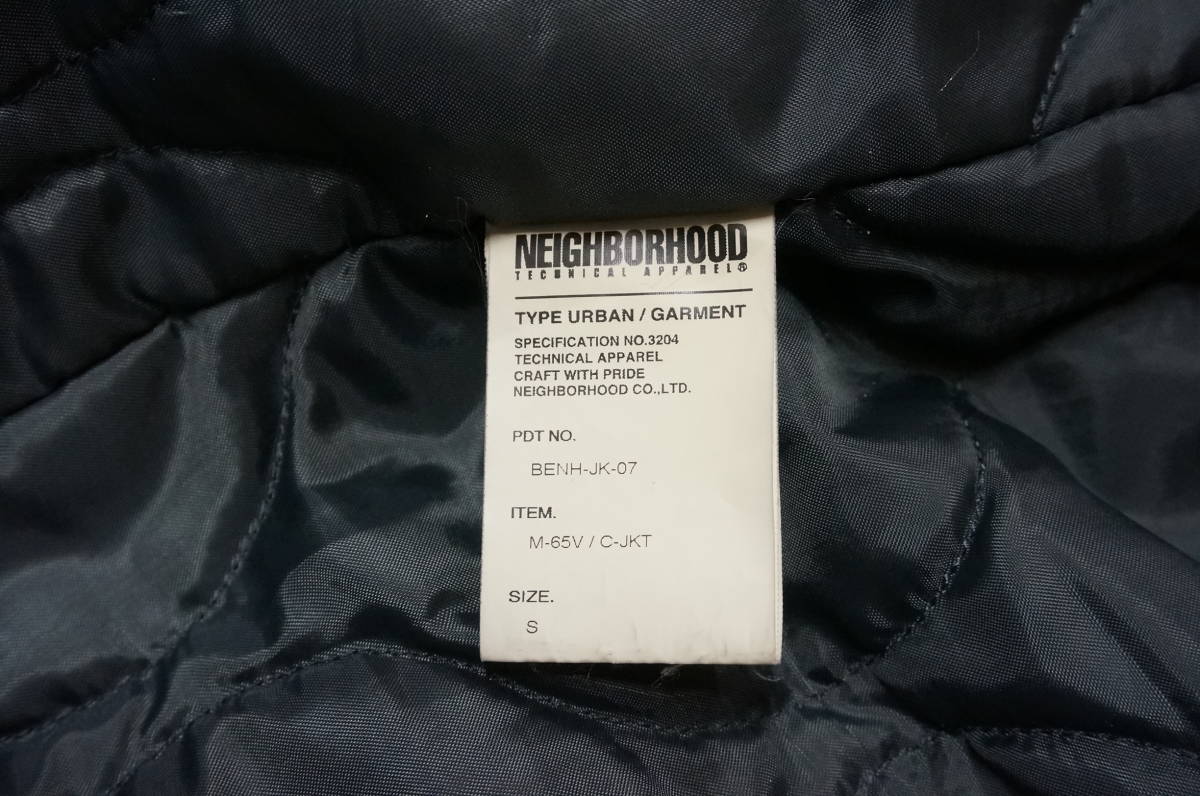 NEIGHBORHOOD
TECHNICAL APPAREL®
TYPE URBAN / GARMENT
SPECIFICATION NO.3204
TECHNICAL APPAREL
CRAFT WITH PRIDE
NEIGHBORHOOD CO.,LTD.
PDT NO.
BENH-JK-07
ITEM.
M-65V / C-JKT
SIZE.
S